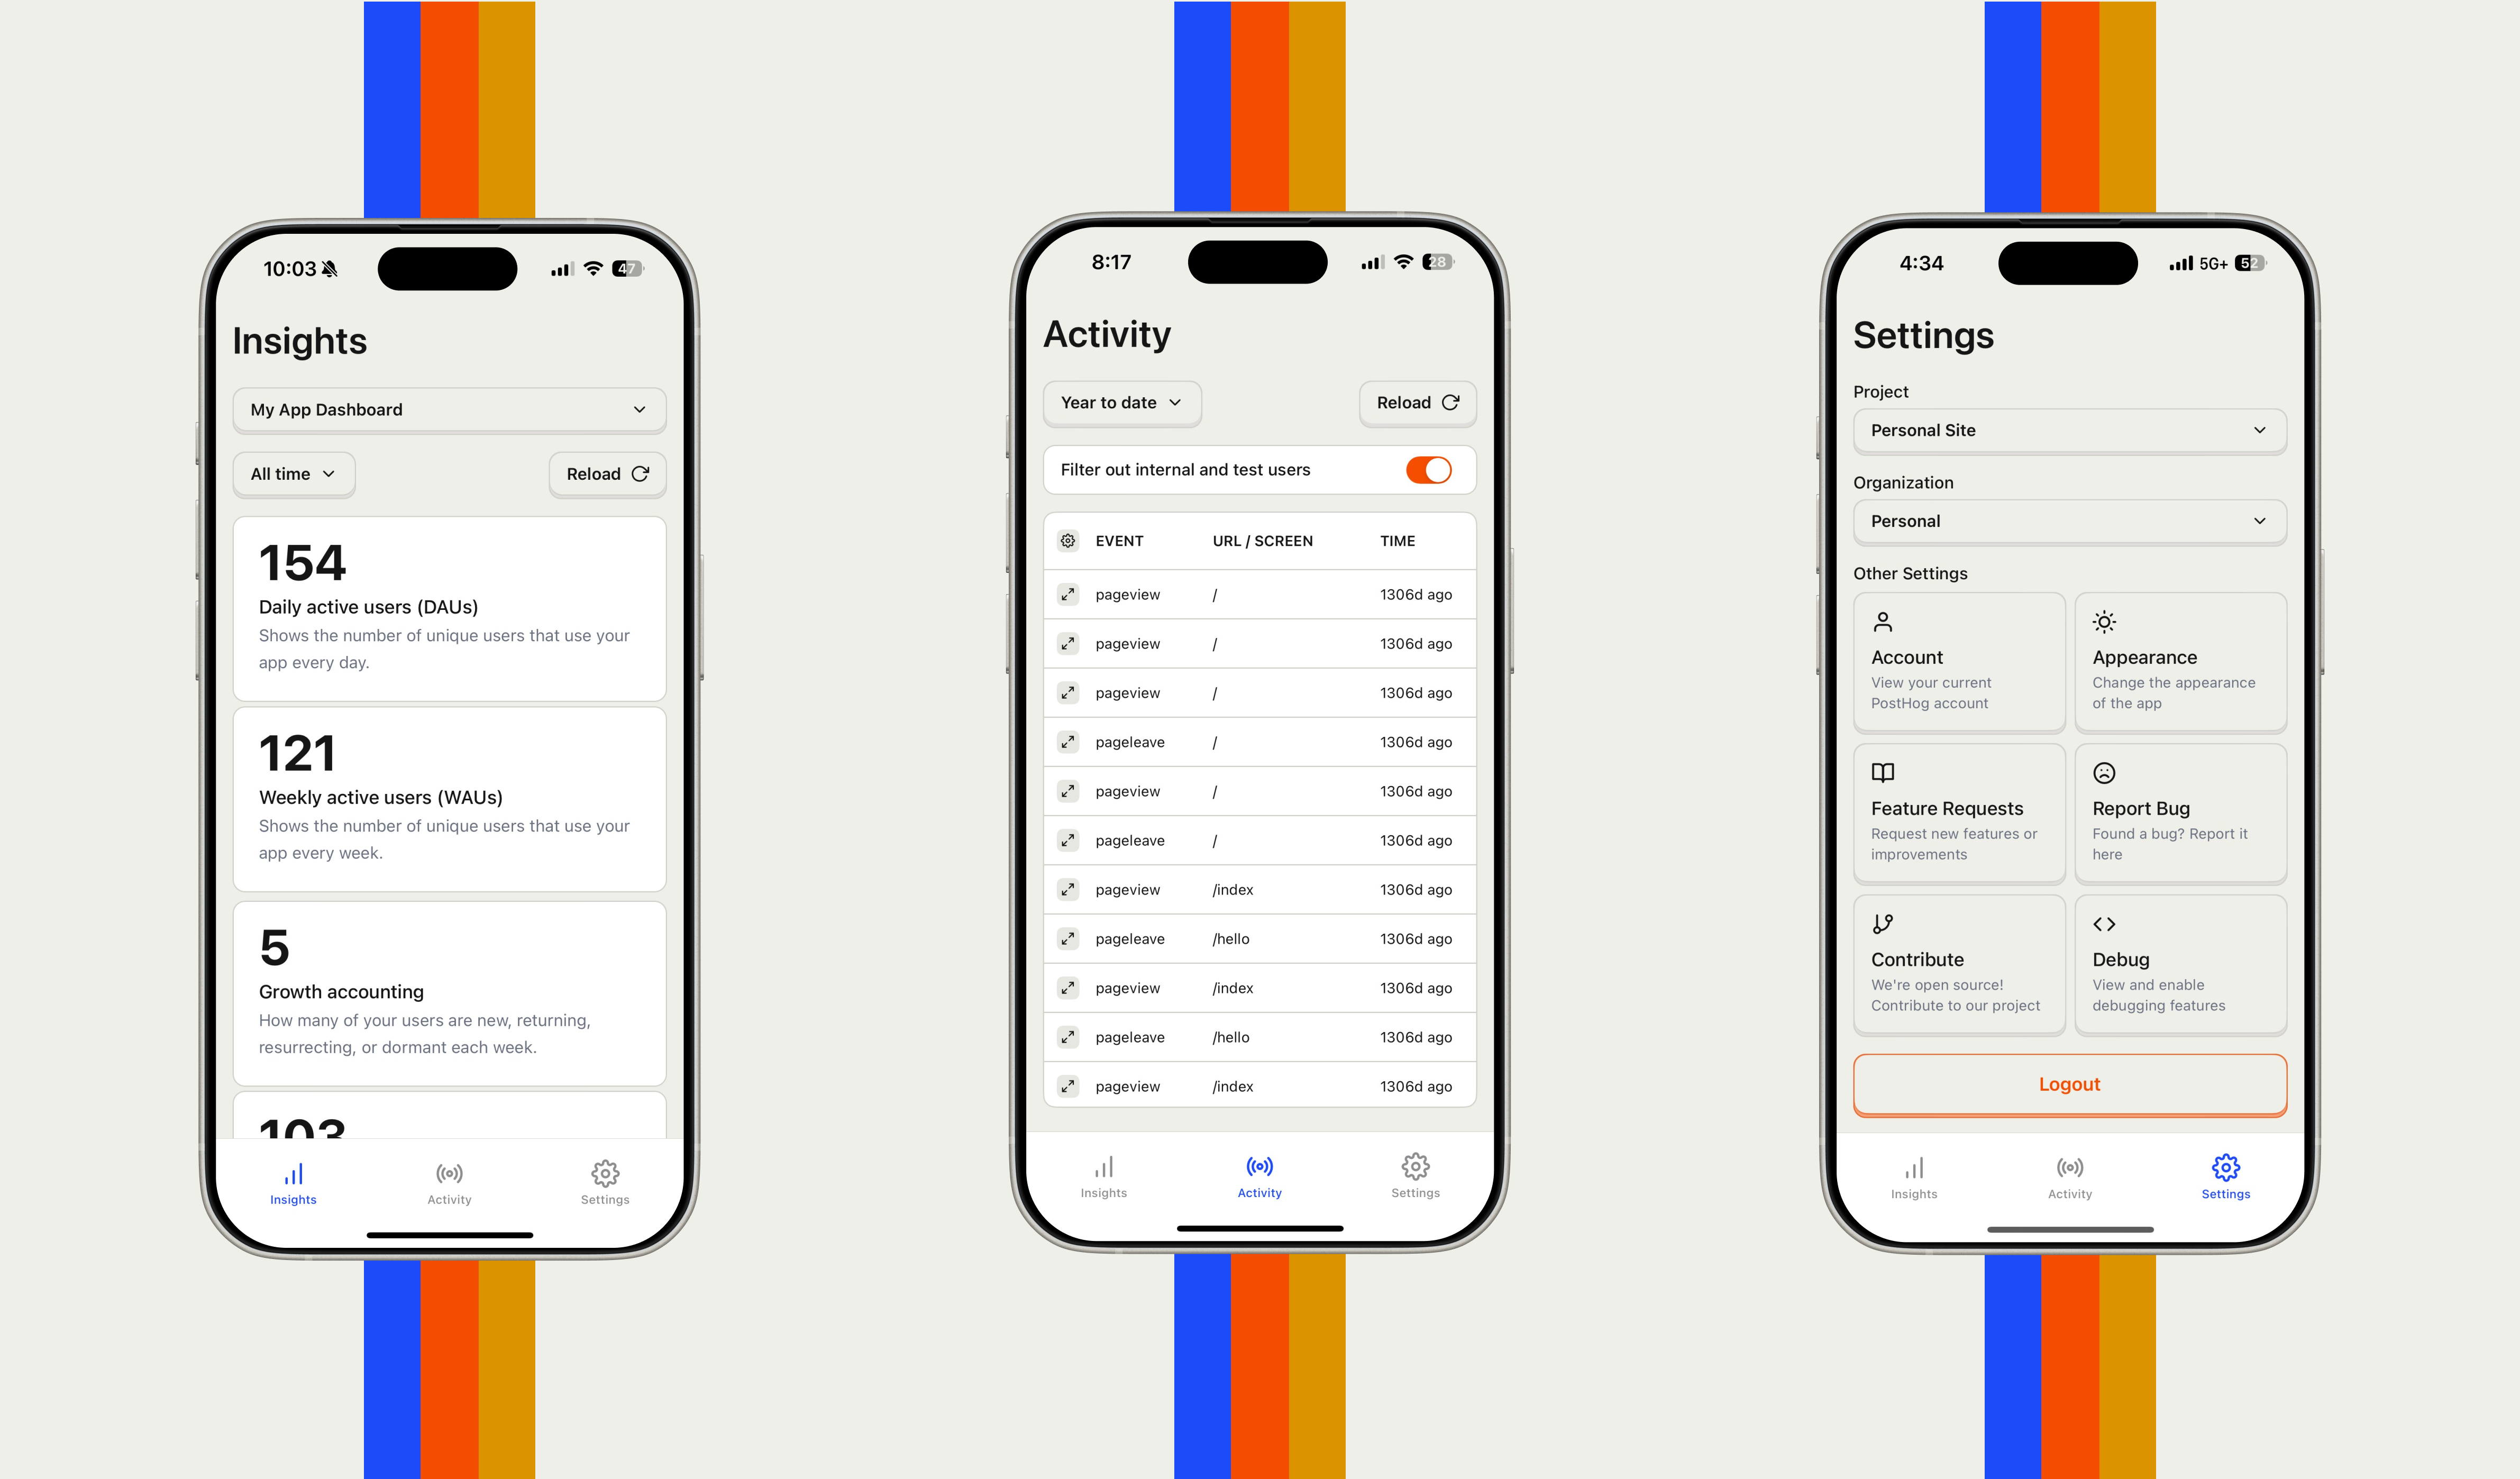 10:03
47
Insights
My App Dashboard
All time
Reload
154
Daily active users (DAUs)
Shows the number of unique users that use your
app every day.
121
Weekly active users (WAUs)
Shows the number of unique users that use your
app every week.
5
Growth accounting
How many of your users are new, returning,
resurrecting, or dormant each week.
103
Insights
Activity
Settings
8:17
28
Activity
Year to date
Reload
Filter out internal and test users
EVENT URL / SCREEN TIME
pageview / 1306d ago
pageview / 1306d ago
pageview / 1306d ago
pageleave / 1306d ago
pageview / 1306d ago
pageleave / 1306d ago
pageview /index 1306d ago
pageleave /hello 1306d ago
pageview /index 1306d ago
pageleave /hello 1306d ago
pageview /index 1306d ago
Insights
Activity
Settings
4:34
5G+ 52
Settings
Project
Personal Site
Organization
Personal
Other Settings
Account
View your current
PostHog account
Appearance
Change the appearance
of the app
Feature Requests
Request new features or
improvements
Report Bug
Found a bug? Report it
here
Contribute
We're open source!
Contribute to our project
Debug
View and enable
debugging features
Logout
Insights
Activity
Settings